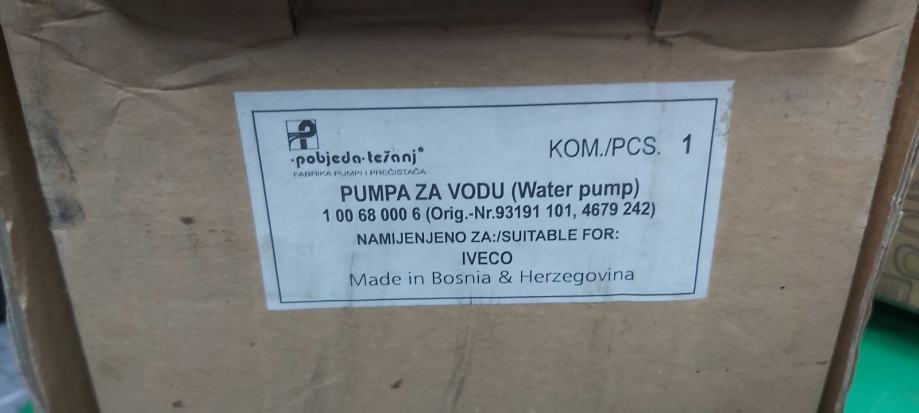 ·pobjeda·tešanj®
FABRIKA PUMPI I PREČISTAČA
KOM./PCS. 1
PUMPA ZA VODU (Water pump)
1 00 68 000 6 (Orig.-Nr.93191 101, 4679 242)
NAMIJENJENO ZA:/SUITABLE FOR:
IVECO
Made in Bosnia & Herzegovina